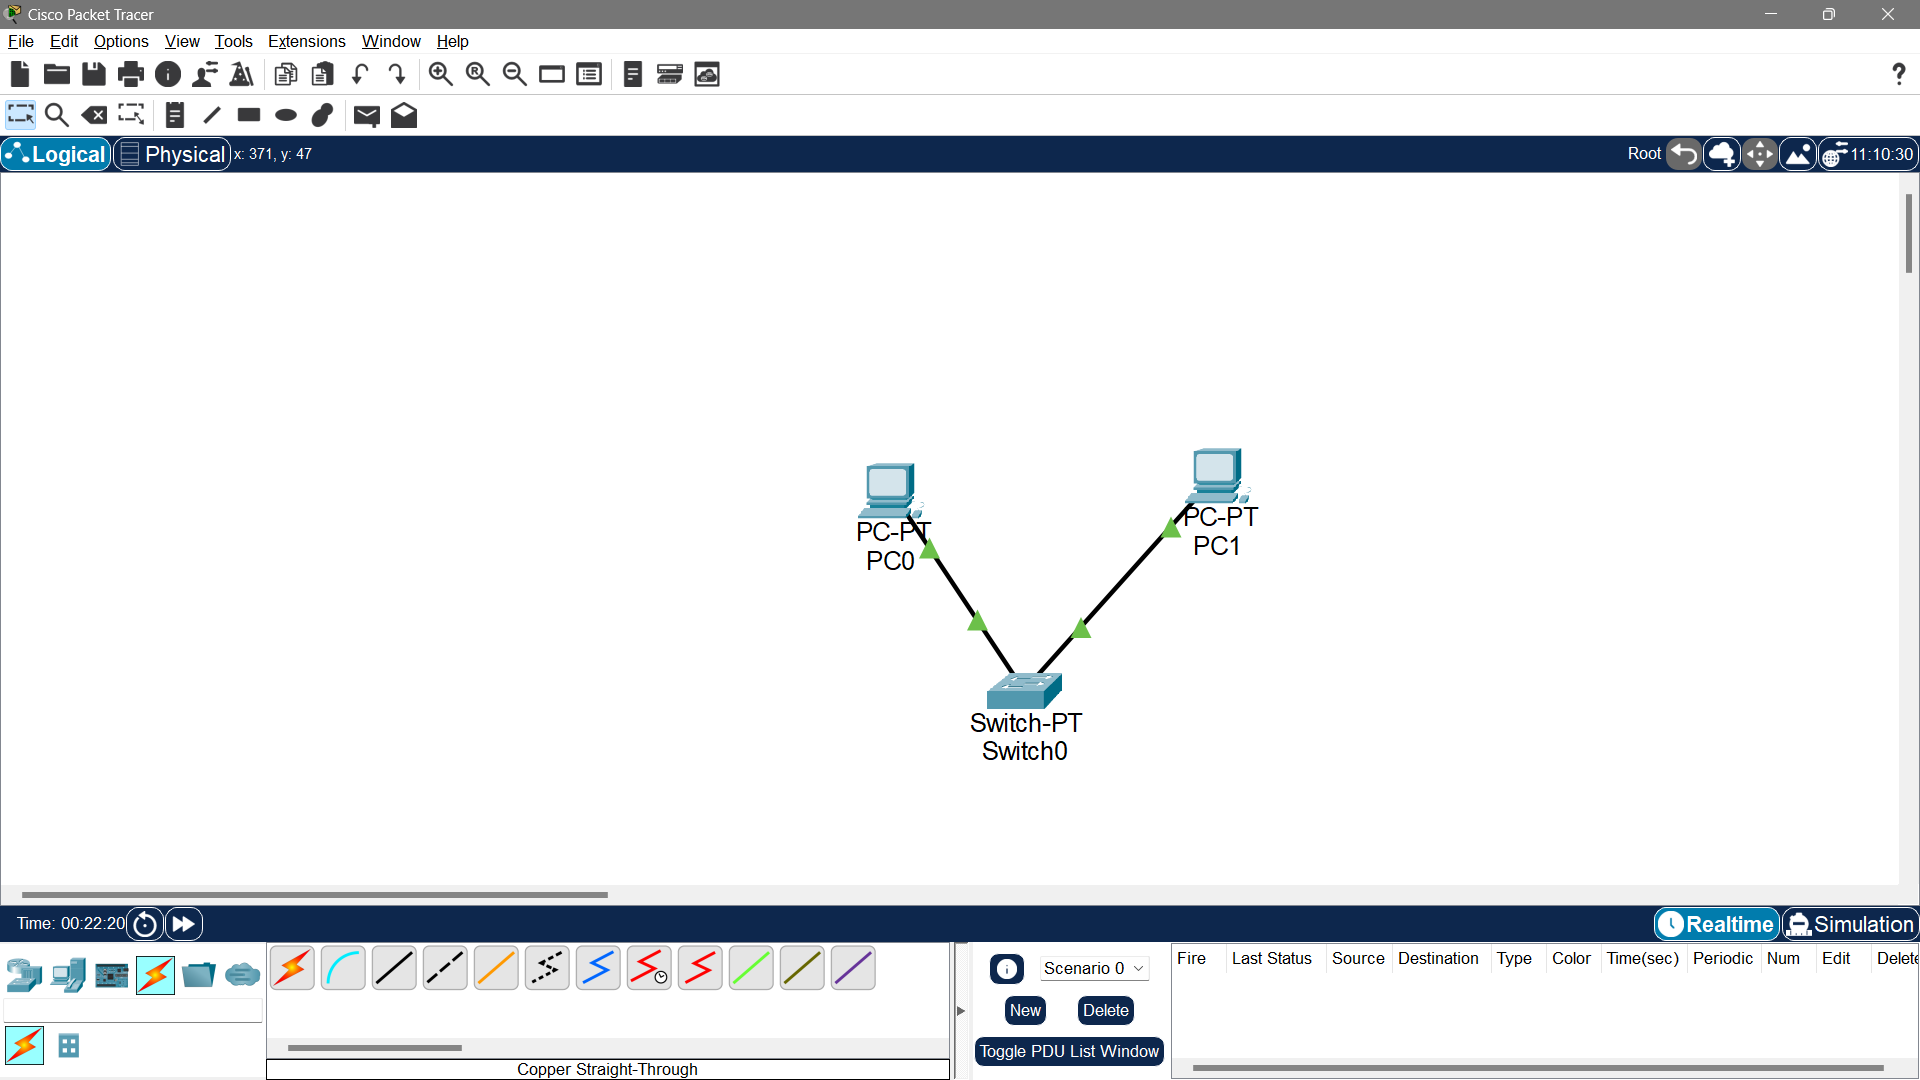 Cisco Packet Tracer
File Edit Options View Tools Extensions Window Help
Logical Physical x: 371, y: 47 Root 11:10:30
PC-PT
PC0
PC-PT
PC1
Switch-PT
Switch0
Time: 00:22:20 Realtime Simulation
Scenario 0
New Delete
Toggle PDU List Window
Fire Last Status Source Destination Type Color Time(sec) Periodic Num Edit Delete
Copper Straight-Through